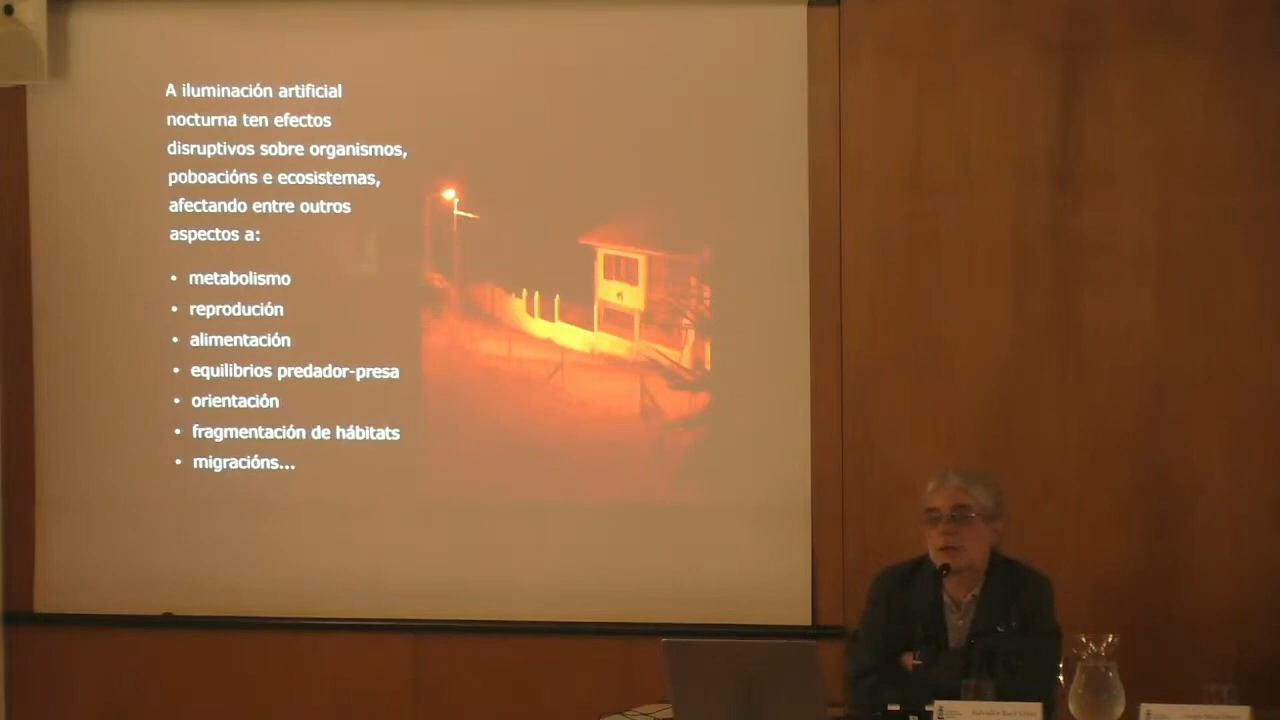 A iluminación artificial
nocturna ten efectos
disruptivos sobre organismos,
poboacións e ecosistemas,
afectando entre outros
aspectos a:
• metabolismo
• reprodución
• alimentación
• equilibrios predador-presa
• orientación
• fragmentación de hábitats
• migracións...
Salvador